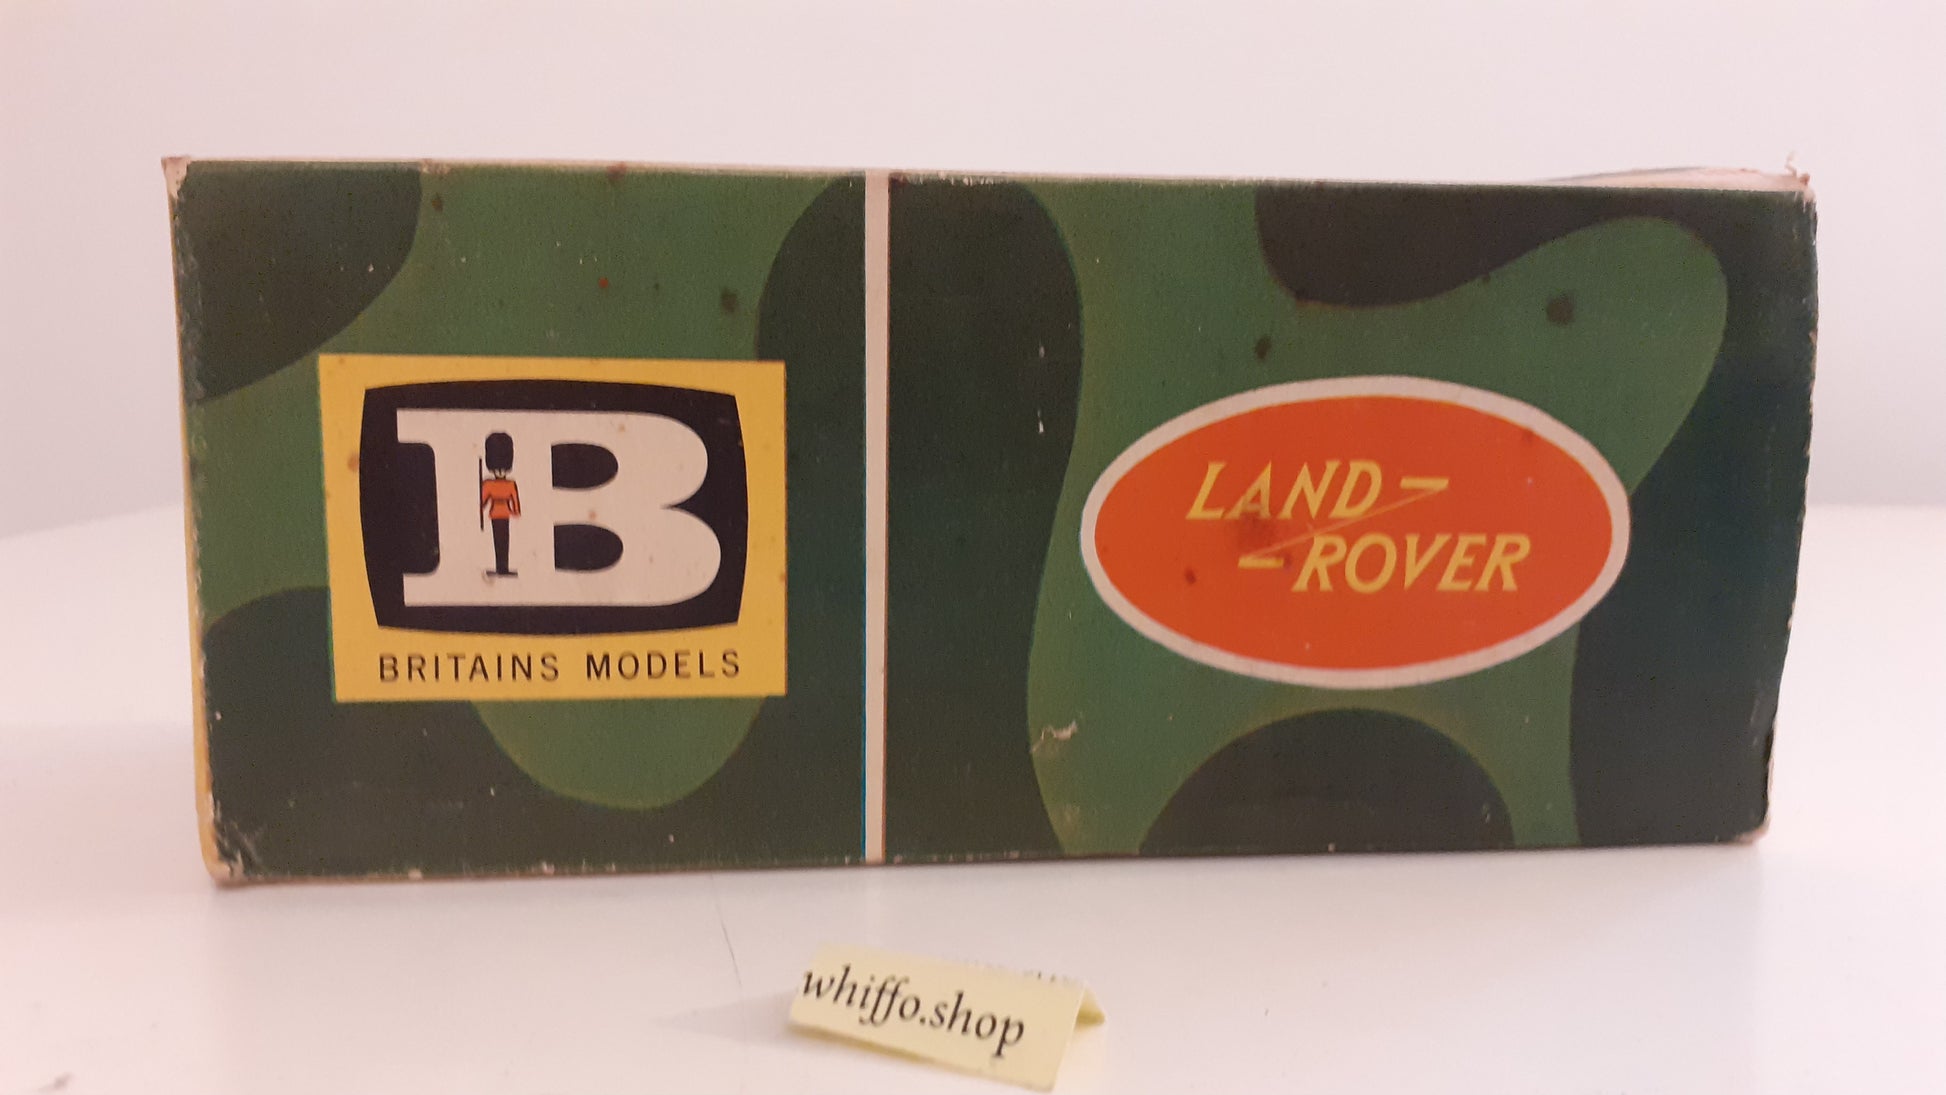 B
BRITAINS MODELS
LAND-
-ROVER
whiffo.shop